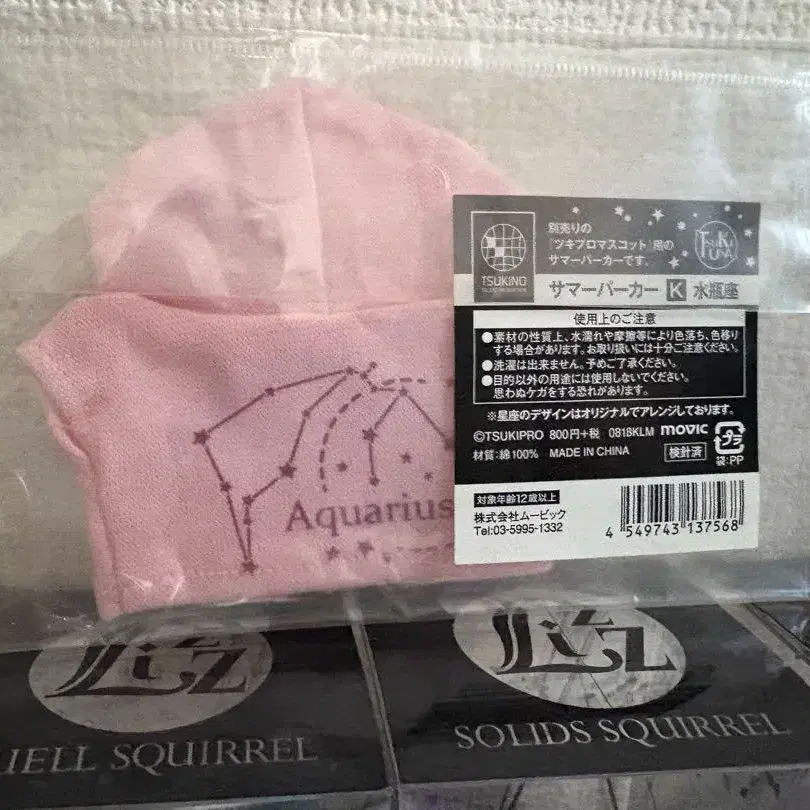 TSUKINO
別売りの
「ツキプロマスコット」用の
サマーパーカーです。
TSUKIUTA
サマーパーカー K 水瓶座
使用上のご注意
●素材の性質上、水濡れや摩擦等により色落ち、色移り
する場合があります。お取り扱いには十分ご注意ください。
●洗濯は出来ません。予めご了承ください。
●目的以外の用途には使用しないでください。
思わぬケガをする恐れがあります。
※星座のデザインはオリジナルでアレンジしております。
©TSUKIPRO 800円+税 0818KLM movic プラ
材質:綿100% MADE IN CHINA 検針済 袋:PP
対象年齢12歳以上
株式会社ムービック
Tel:03-5995-1332
4 549743 137568
Aquarius
Lizz
Lizz
SQUIRREL
SOLIDS SQUIRREL